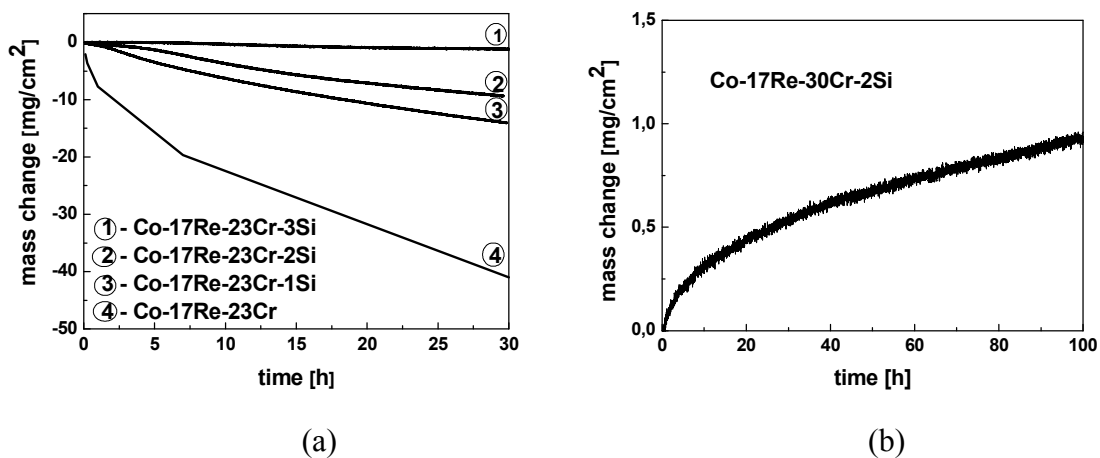 0
-10
-20
-30
-40
-50
mass change [mg/cm²]
1
2
3
4
1 - Co-17Re-23Cr-3Si
2 - Co-17Re-23Cr-2Si
3 - Co-17Re-23Cr-1Si
4 - Co-17Re-23Cr
0 5 10 15 20 25 30
time [h]
(a)
1,5
1,0
0,5
0,0
mass change [mg/cm²]
Co-17Re-30Cr-2Si
0 20 40 60 80 100
time [h]
(b)